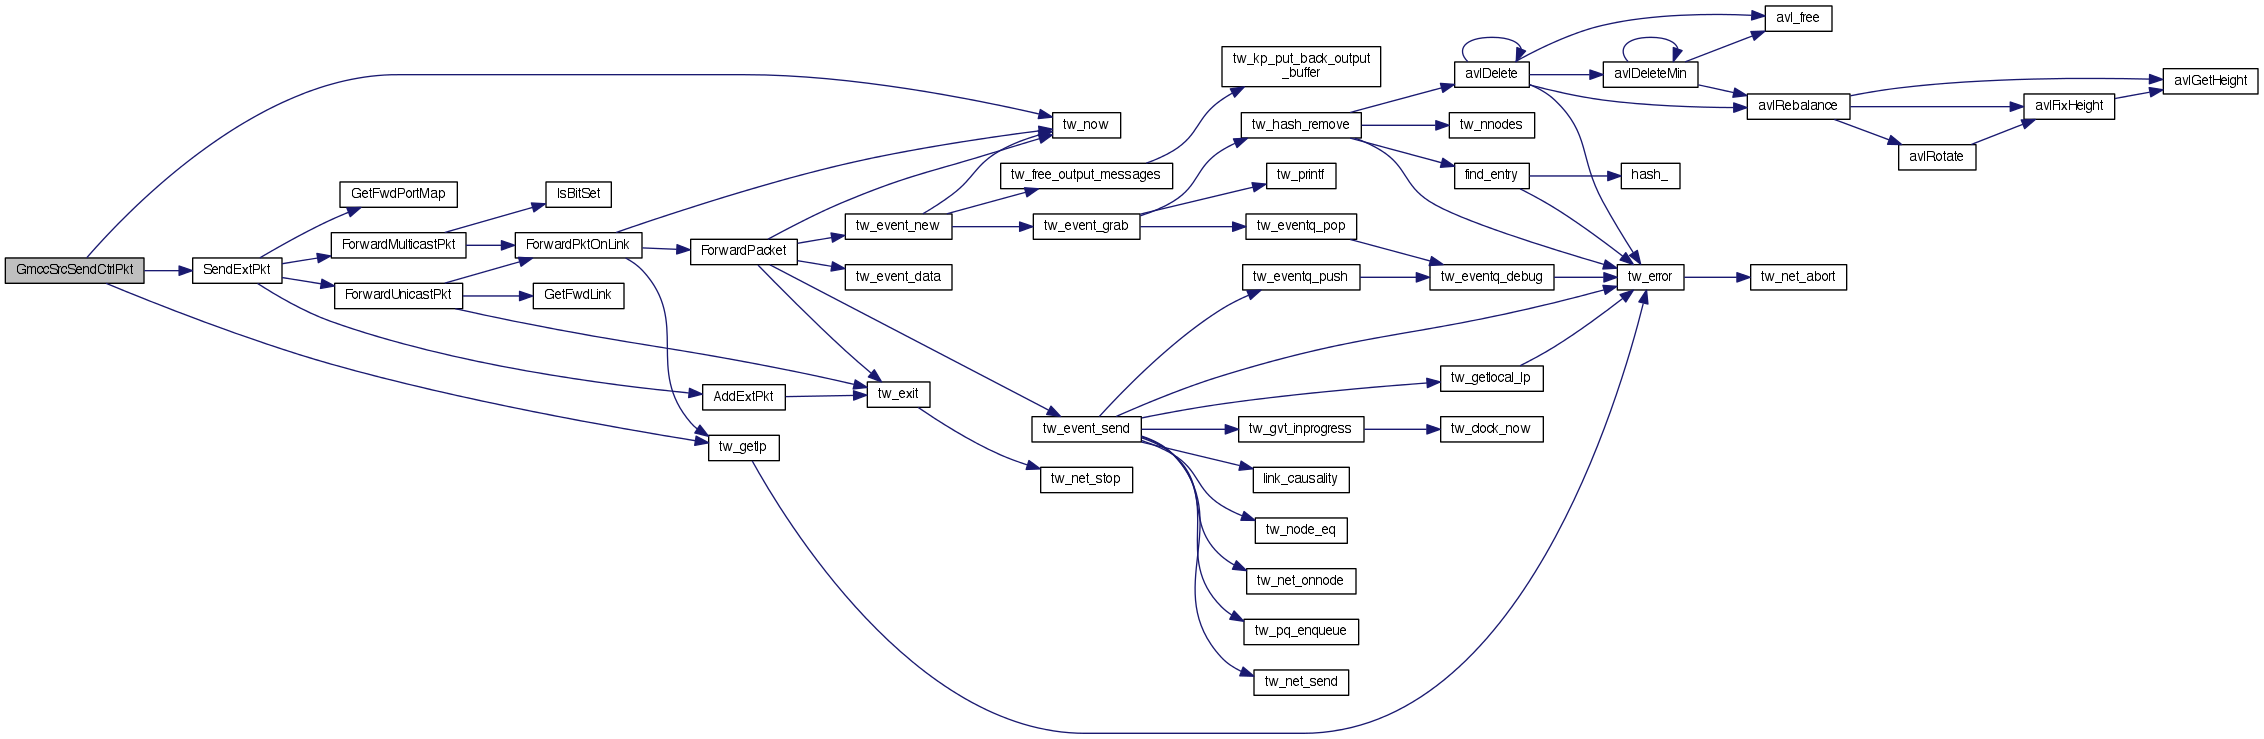 GmccSrcSendCtrlPkt
SendExtPkt
GetFwdPortMap
ForwardMulticastPkt
ForwardUnicastPkt
IsBitSet
ForwardPktOnLink
GetFwdLink
AddExtPkt
tw_getlp
ForwardPacket
tw_event_new
tw_event_data
tw_exit
tw_now
tw_free_output_messages
tw_event_grab
tw_event_send
tw_net_stop
tw_kp_put_back_output
_buffer
tw_hash_remove
tw_printf
tw_eventq_pop
tw_eventq_push
tw_gvt_inprogress
link_causality
tw_node_eq
tw_net_onnode
tw_pq_enqueue
tw_net_send
avlDelete
tw_nnodes
find_entry
tw_eventq_debug
tw_getlocal_lp
tw_clock_now
avlDeleteMin
hash_
tw_error
avl_free
avlRebalance
tw_net_abort
avlRotate
avlFixHeight
avlGetHeight